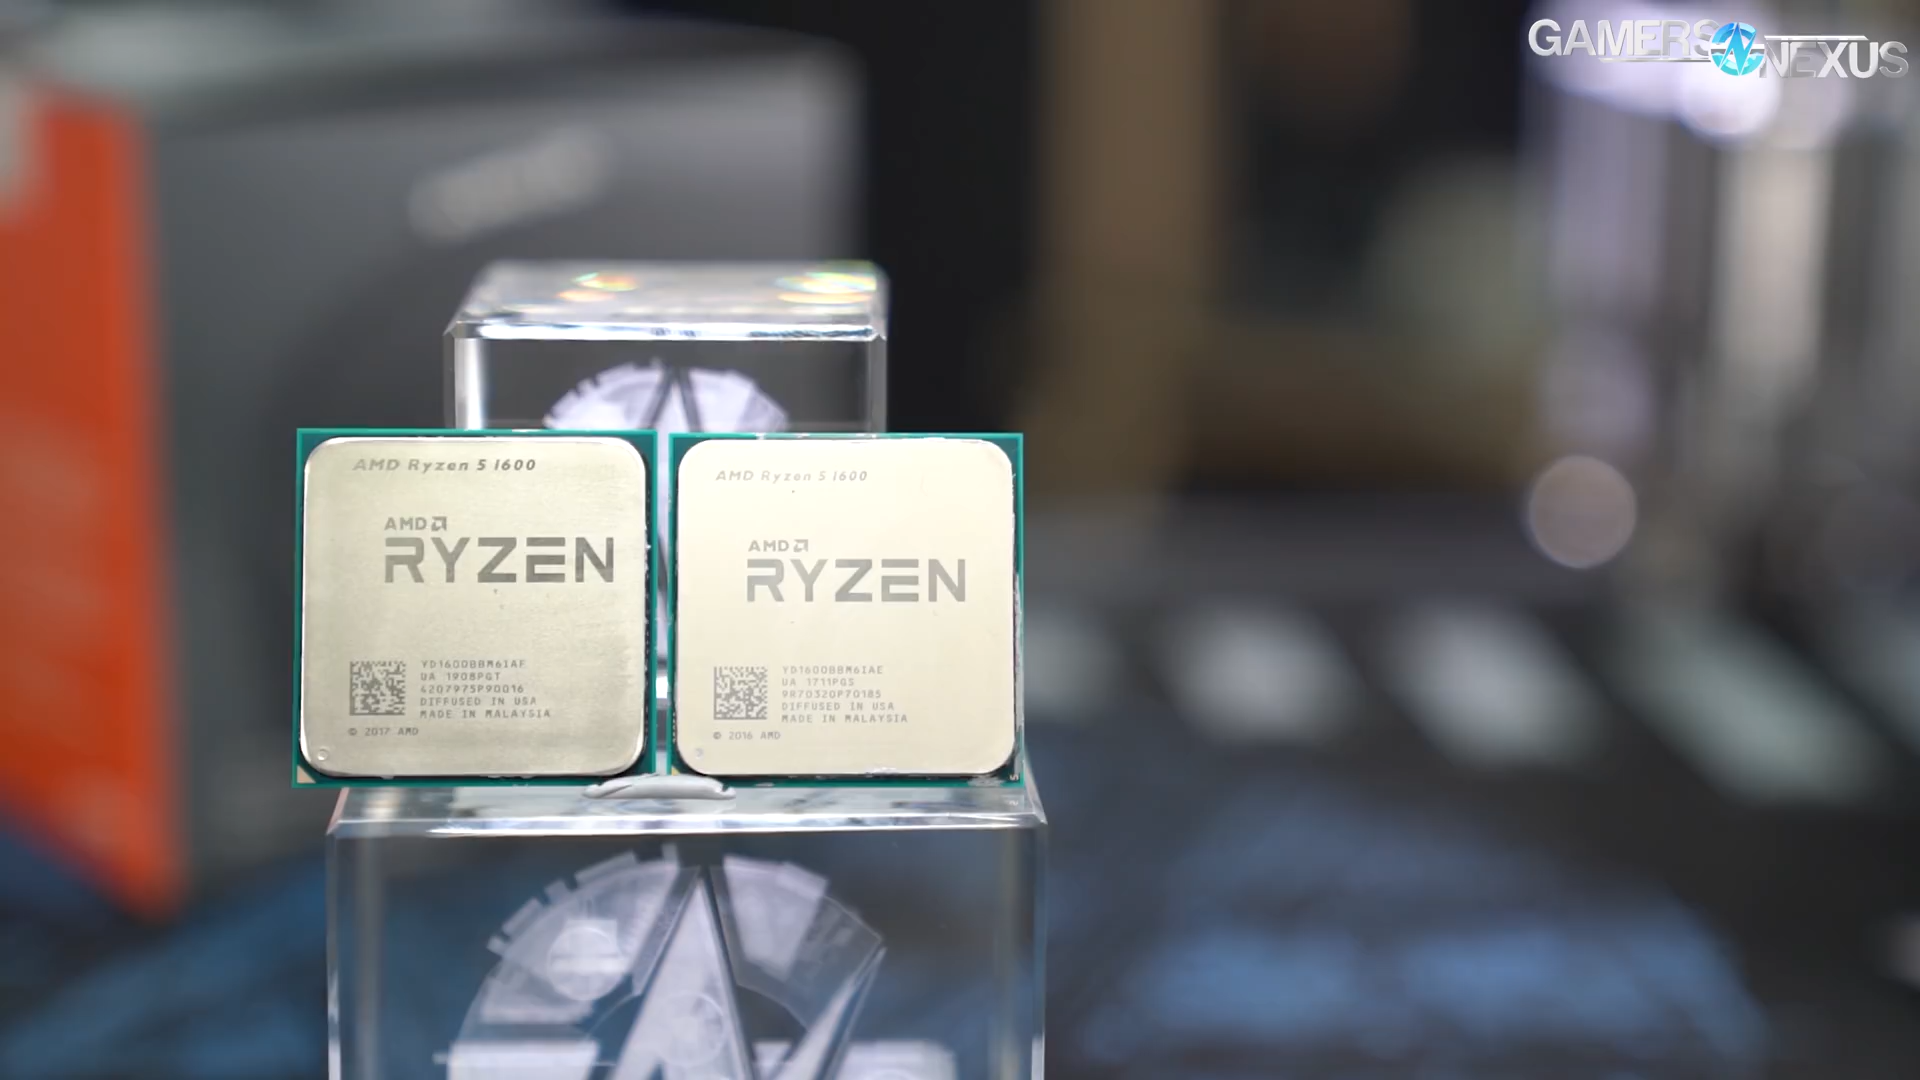 GAMERS NEXUS
AMD Ryzen 5 1600
AMD
RYZEN
YD1600BBM6IAF
UA 1908PGT
4207975P90016
DIFFUSED IN USA
MADE IN MALAYSIA
© 2017 AMD
AMD Ryzen 5 1600
AMD
RYZEN
YD1600BBM6IAE
UA 1711PGS
9R70320P70185
DIFFUSED IN USA
MADE IN MALAYSIA
© 2016 AMD